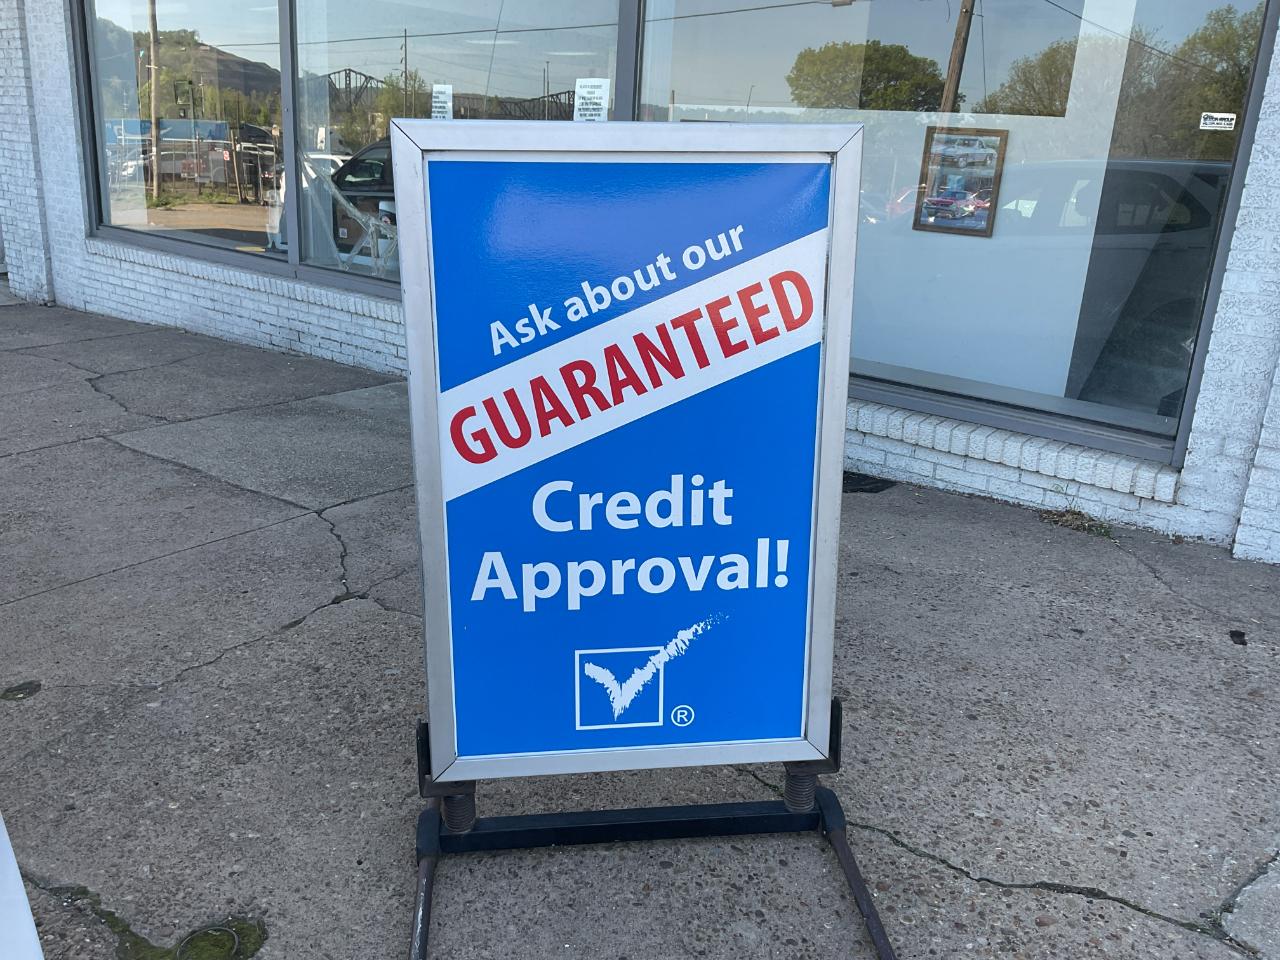 Ask about our
GUARANTEED
Credit
Approval!
®